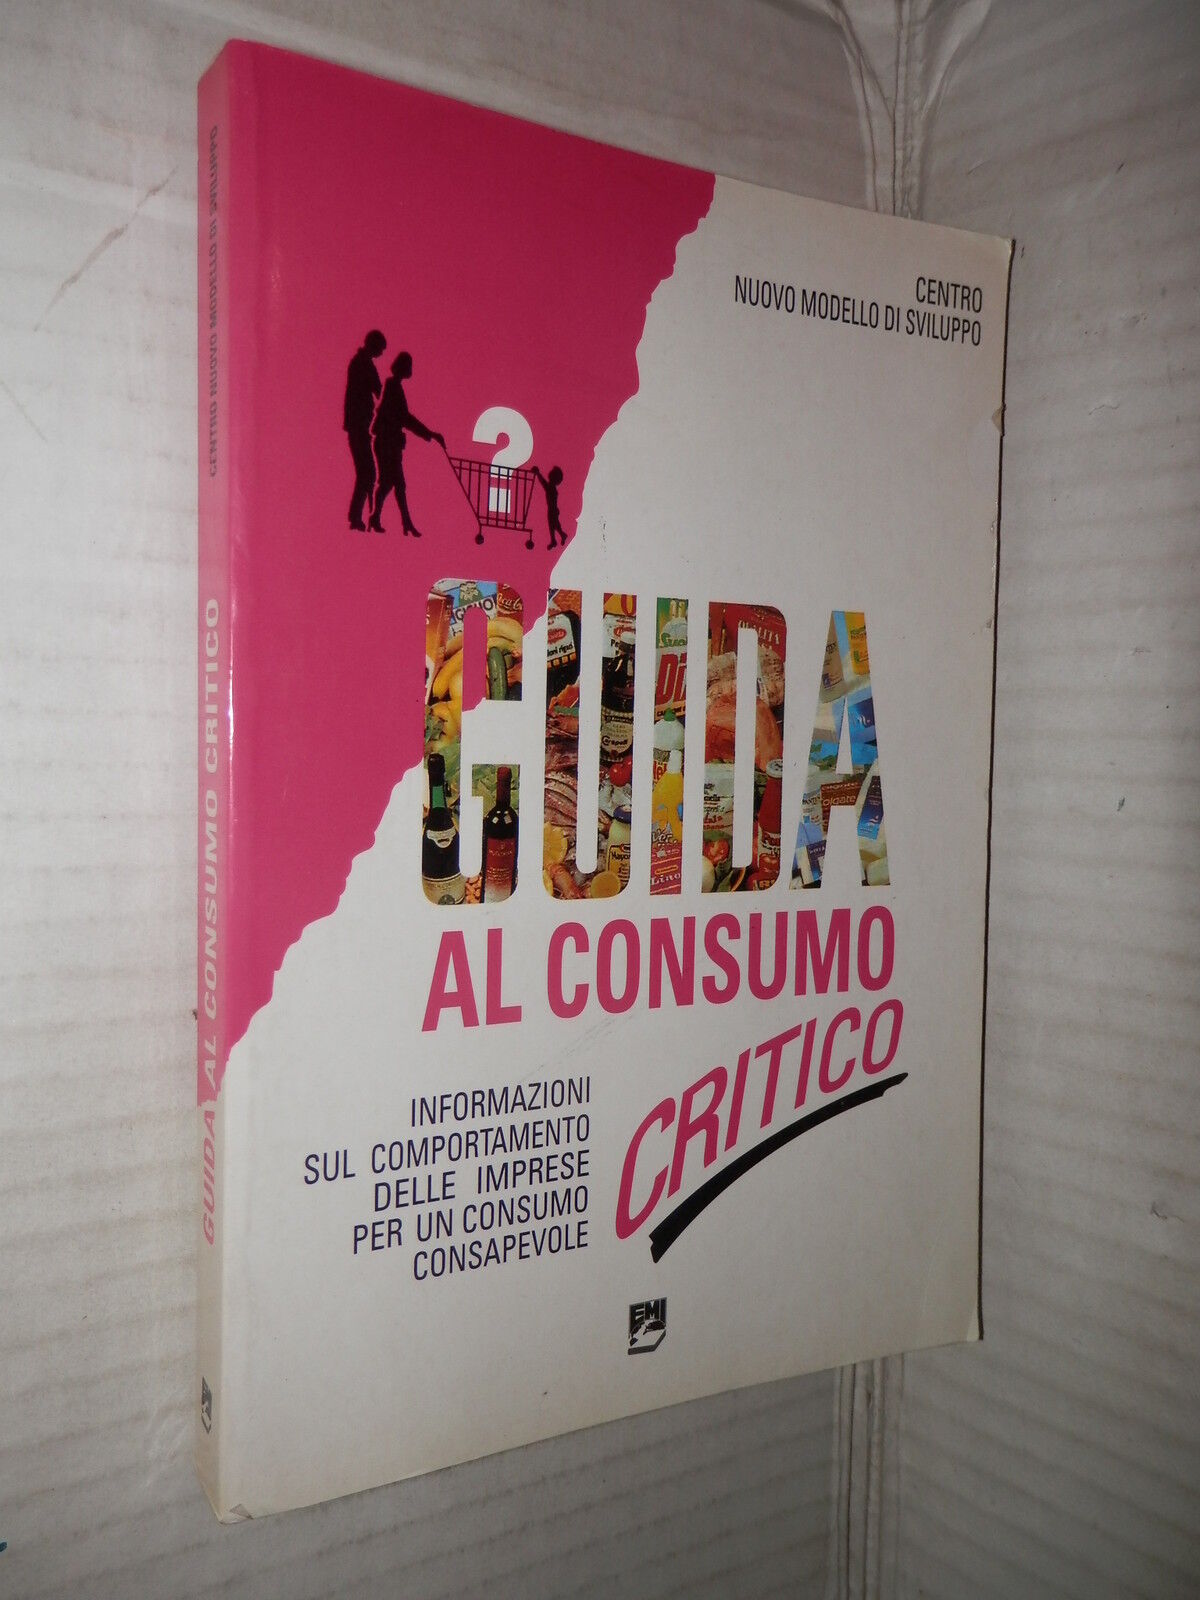 CENTRO
NUOVO MODELLO DI SVILUPPO
?
GUIDA
AL CONSUMO
CRITICO
INFORMAZIONI
SUL COMPORTAMENTO
DELLE IMPRESE
PER UN CONSUMO
CONSAPEVOLE
EMI
GUIDA AL CONSUMO CRITICO
CENTRO NUOVO MODELLO DI SVILUPPO
EMI